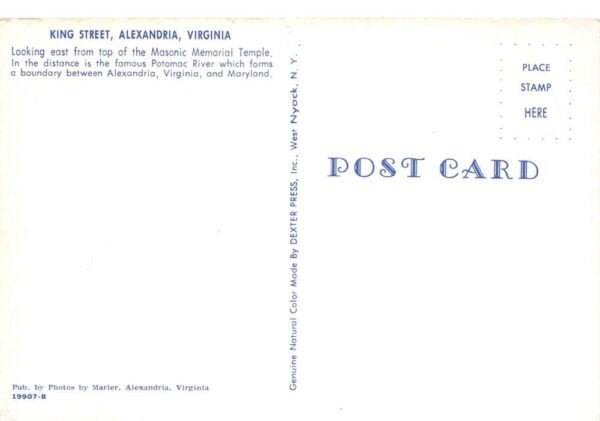 KING STREET, ALEXANDRIA, VIRGINIA
Looking east from top of the Masonic Memorial Temple.
In the distance is the famous Potomac River which forms
a boundary between Alexandria, Virginia, and Maryland.
Pub. by Photos by Marler, Alexandria, Virginia
19907-B
Genuine Natural Color Made By DEXTER PRESS, Inc., West Nyack, N. Y.
PLACE
STAMP
HERE
POST CARD